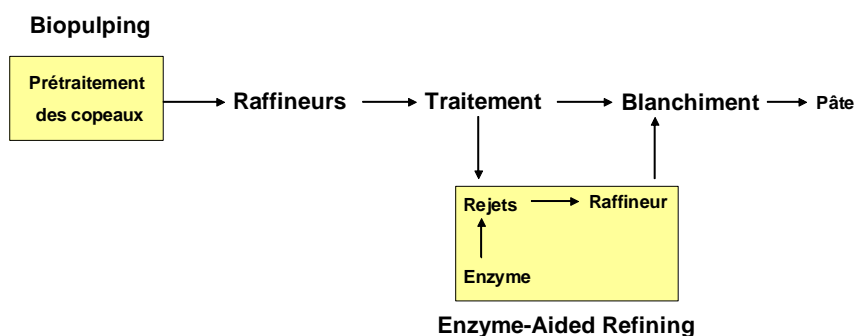 Biopulping
Prétraitement
des copeaux
Raffineurs
Traitement
Blanchiment
Pâte
Rejets
Raffineur
Enzyme
Enzyme-Aided Refining